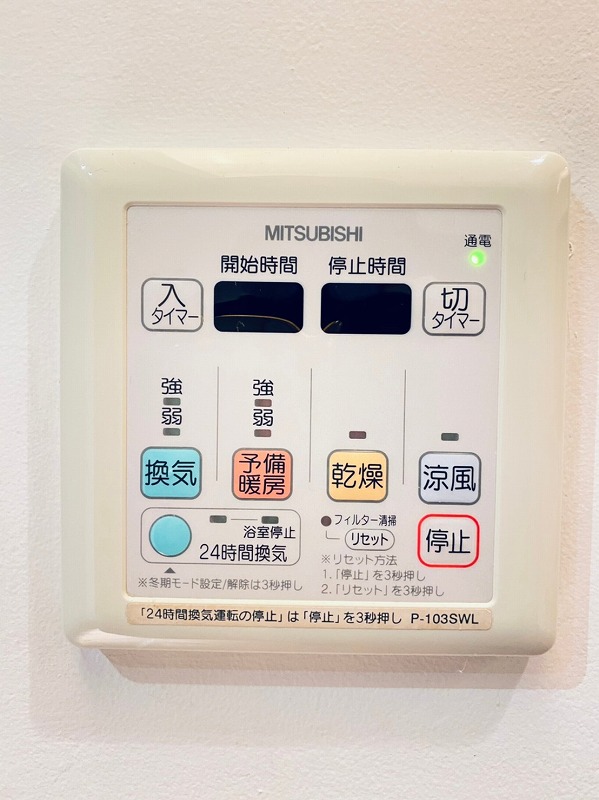 MITSUBISHI
通電
開始時間 停止時間
入
タイマー
切
タイマー
強
弱
強
弱
換気
予備
暖房
乾燥
涼風
浴室停止
24時間換気
※冬期モード設定/解除は3秒押し
フィルター清掃
リセット
※リセット方法
1.「停止」を3秒押し
2.「リセット」を3秒押し
停止
「24時間換気運転の停止」は「停止」を3秒押し P-103SWL